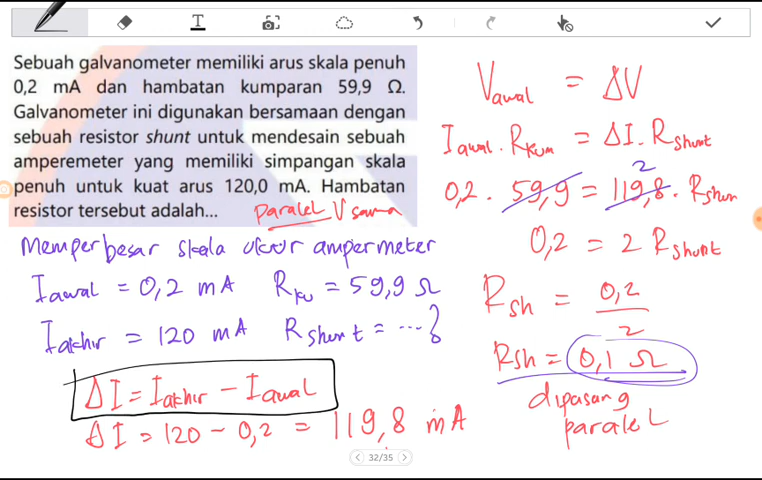 T
Sebuah galvanometer memiliki arus skala penuh
0,2 mA dan hambatan kumparan 59,9 Ω.
Galvanometer ini digunakan bersamaan dengan
sebuah resistor shunt untuk mendesain sebuah
amperemeter yang memiliki simpangan skala
penuh untuk kuat arus 120,0 mA. Hambatan
resistor tersebut adalah...
Paralel V sama
Memperbesar skala ukur ampermeter
Iawal = 0,2 mA Rku = 59,9 Ω
Iakhir = 120 mA Rshunt = ...?
ΔI = Iakhir - Iawal
ΔI = 120 - 0,2 = 119,8 mA
Vawal = ΔV
Iawal. Rkum = ΔI. Rshunt
2
0,2 . 59,9 = 119,8. Rshun
0,2 = 2 Rshunt
Rsh = 0,2
2
Rsh = 0,1 Ω
dipasang
paralel
32/35